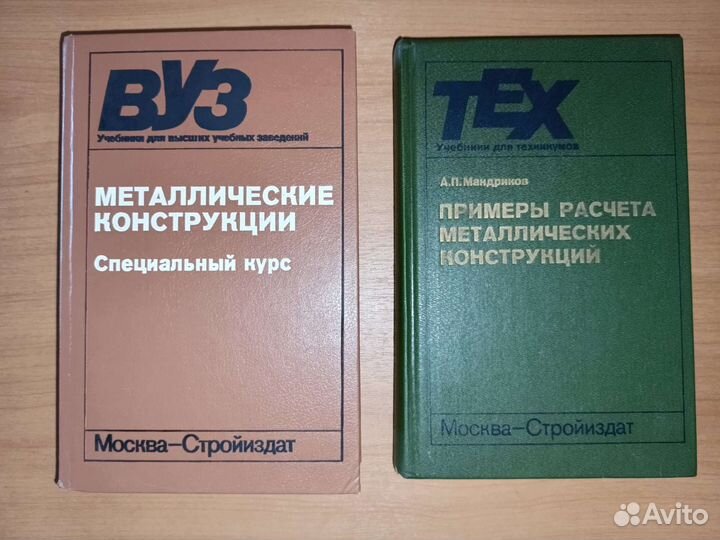 ВУЗ
Учебники для высших учебных заведений
МЕТАЛЛИЧЕСКИЕ
КОНСТРУКЦИИ
Специальный курс
Москва–Стройиздат
ТЕХ
Учебники для техникумов
А.П.Мандриков
ПРИМЕРЫ РАСЧЕТА
МЕТАЛЛИЧЕСКИХ
КОНСТРУКЦИЙ
Москва–Стройиздат
Avito